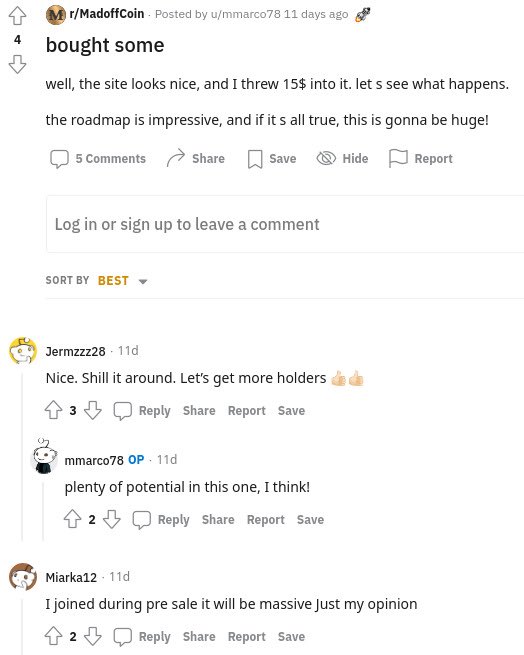 r/MadoffCoin · Posted by u/mmarco78 11 days ago 🚀
4
bought some
well, the site looks nice, and I threw 15$ into it. let s see what happens.
the roadmap is impressive, and if it s all true, this is gonna be huge!
5 Comments Share Save Hide Report
Log in or sign up to leave a comment
SORT BY BEST
Jermzzz28 · 11d
Nice. Shill it around. Let’s get more holders 👍🏻👍🏻
3 Reply Share Report Save
mmarco78 OP · 11d
plenty of potential in this one, I think!
2 Reply Share Report Save
Miarka12 · 11d
I joined during pre sale it will be massive Just my opinion
2 Reply Share Report Save